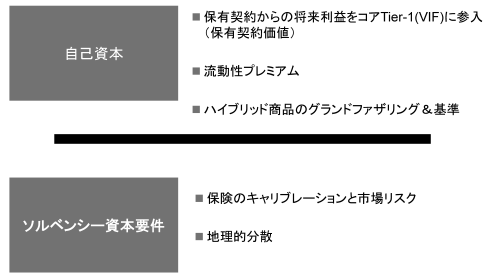 自己資本
■ 保有契約からの将来利益をコアTier-1(VIF)に参入
（保有契約価値）
■ 流動性プレミアム
■ ハイブリッド商品のグランドファザリング＆基準
ソルベンシー資本要件
■ 保険のキャリブレーションと市場リスク
■ 地理的分散